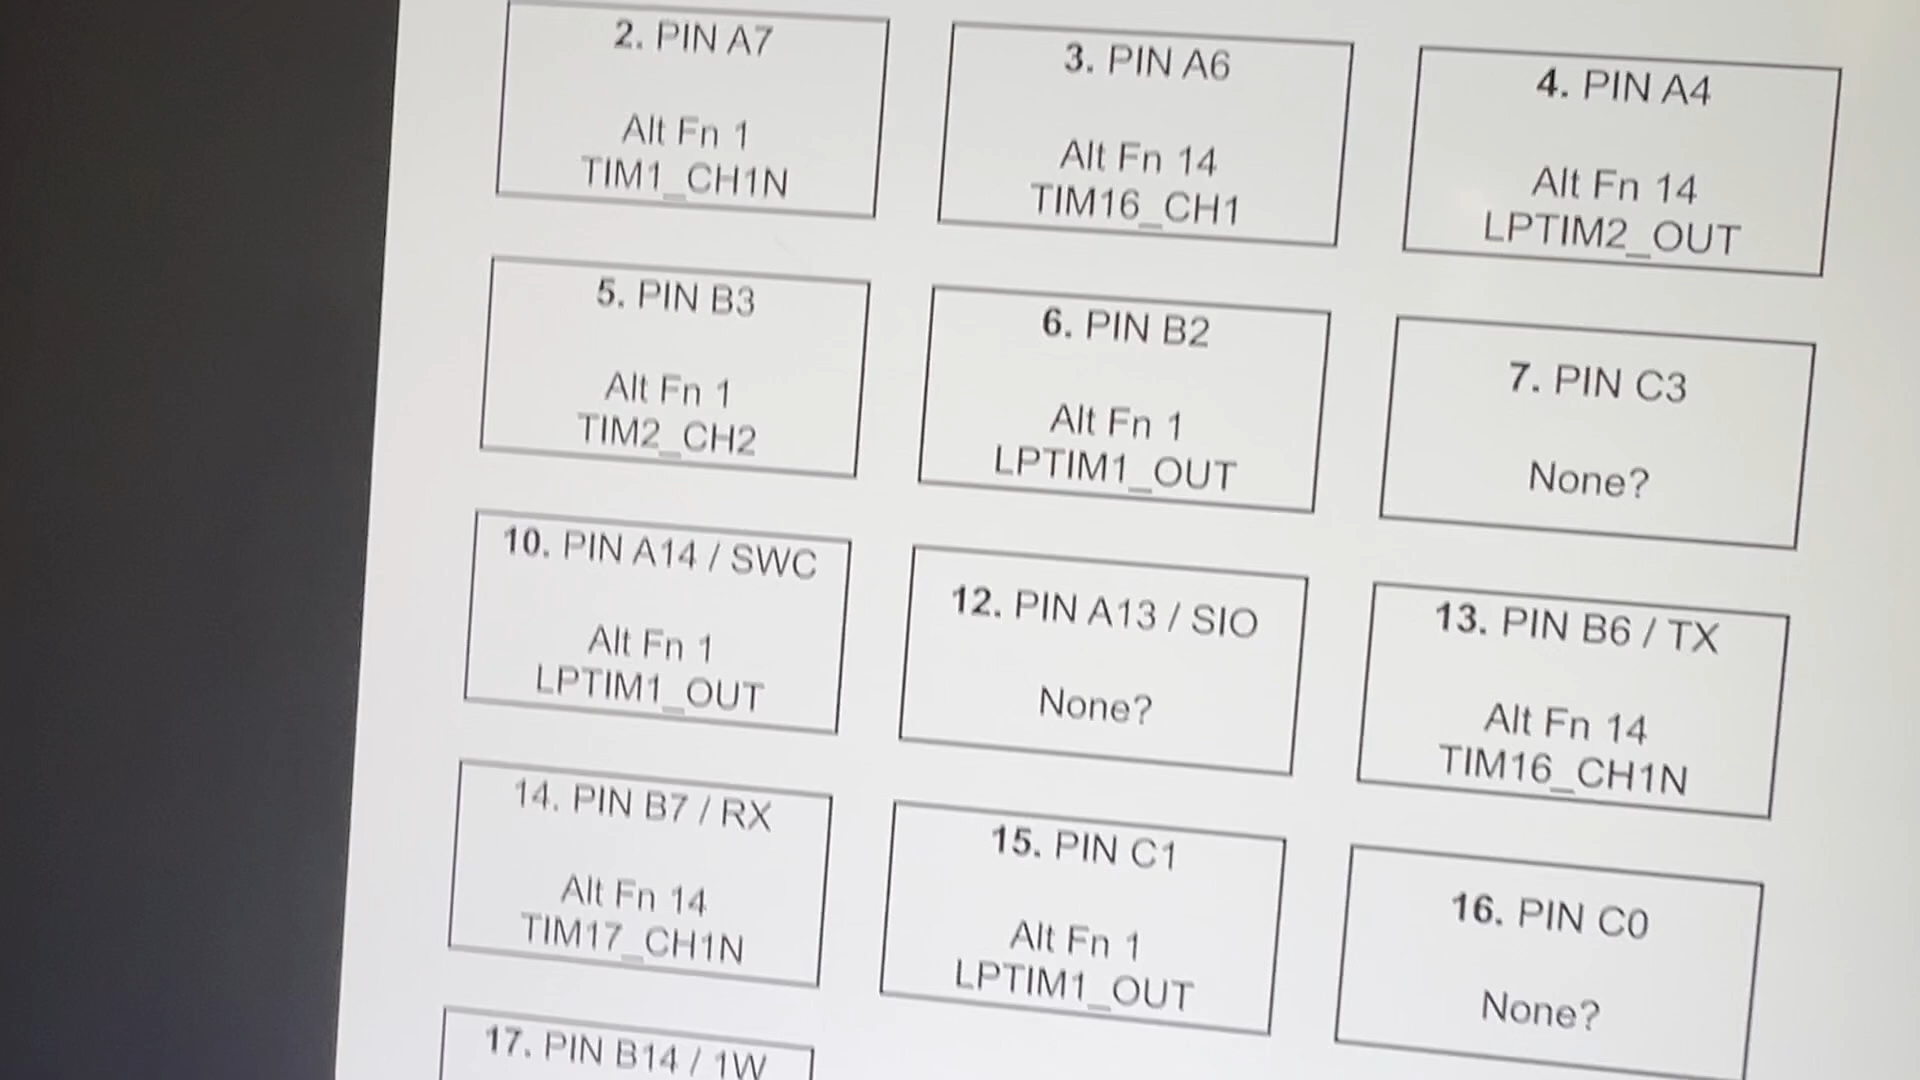 2. PIN A7
Alt Fn 1
TIM1_CH1N
3. PIN A6
Alt Fn 14
TIM16_CH1
4. PIN A4
Alt Fn 14
LPTIM2_OUT
5. PIN B3
Alt Fn 1
TIM2_CH2
6. PIN B2
Alt Fn 1
LPTIM1_OUT
7. PIN C3
None?
10. PIN A14 / SWC
Alt Fn 1
LPTIM1_OUT
12. PIN A13 / SIO
None?
13. PIN B6 / TX
Alt Fn 14
TIM16_CH1N
14. PIN B7 / RX
Alt Fn 14
TIM17_CH1N
15. PIN C1
Alt Fn 1
LPTIM1_OUT
16. PIN C0
None?
17. PIN B14 / 1W